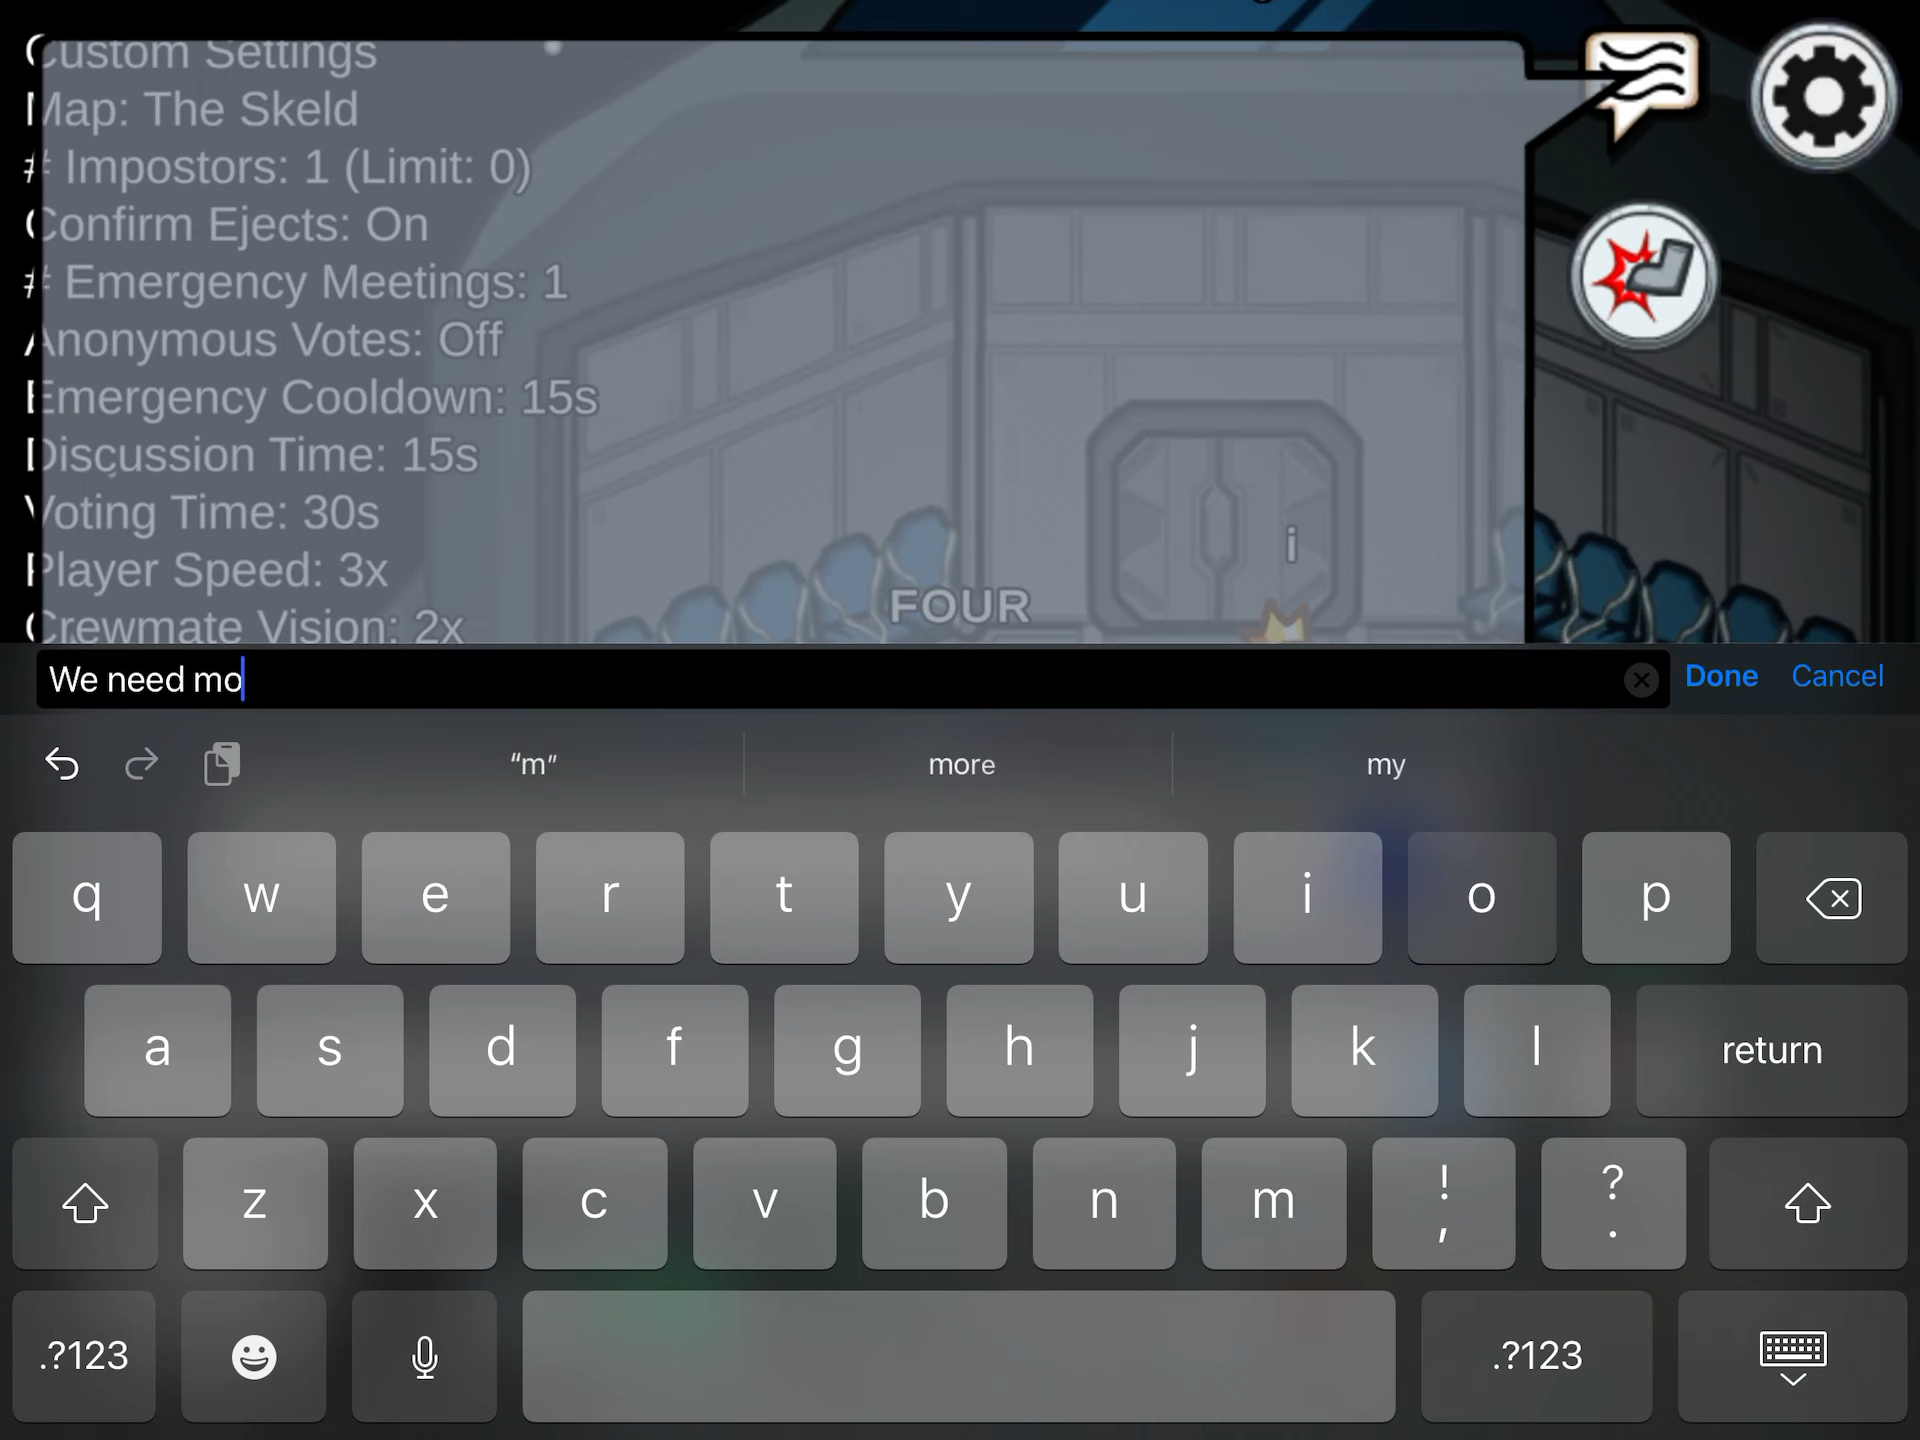 Custom Settings
Map: The Skeld
# Impostors: 1 (Limit: 0)
Confirm Ejects: On
# Emergency Meetings: 1
Anonymous Votes: Off
Emergency Cooldown: 15s
Discussion Time: 15s
Voting Time: 30s
Player Speed: 3x
Crewmate Vision: 2x
i
FOUR
We need mo
Done Cancel
“m” more my
q w e r t y u i o p
a s d f g h j k l return
z x c v b n m ! , ? .
.?123 .?123